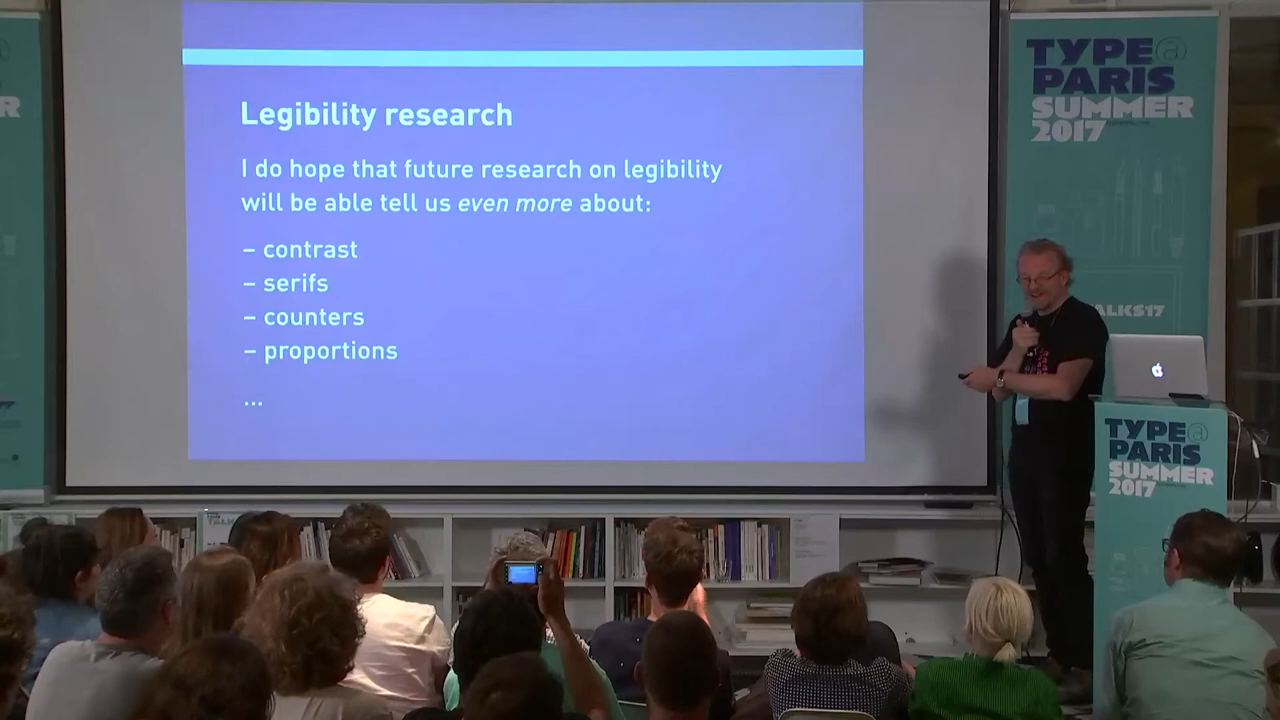 Legibility research
I do hope that future research on legibility
will be able tell us even more about:
– contrast
– serifs
– counters
– proportions
...
TYPE@
PARIS
SUMMER
2017
ALKS17
TYPE@
PARIS
SUMMER
2017
R